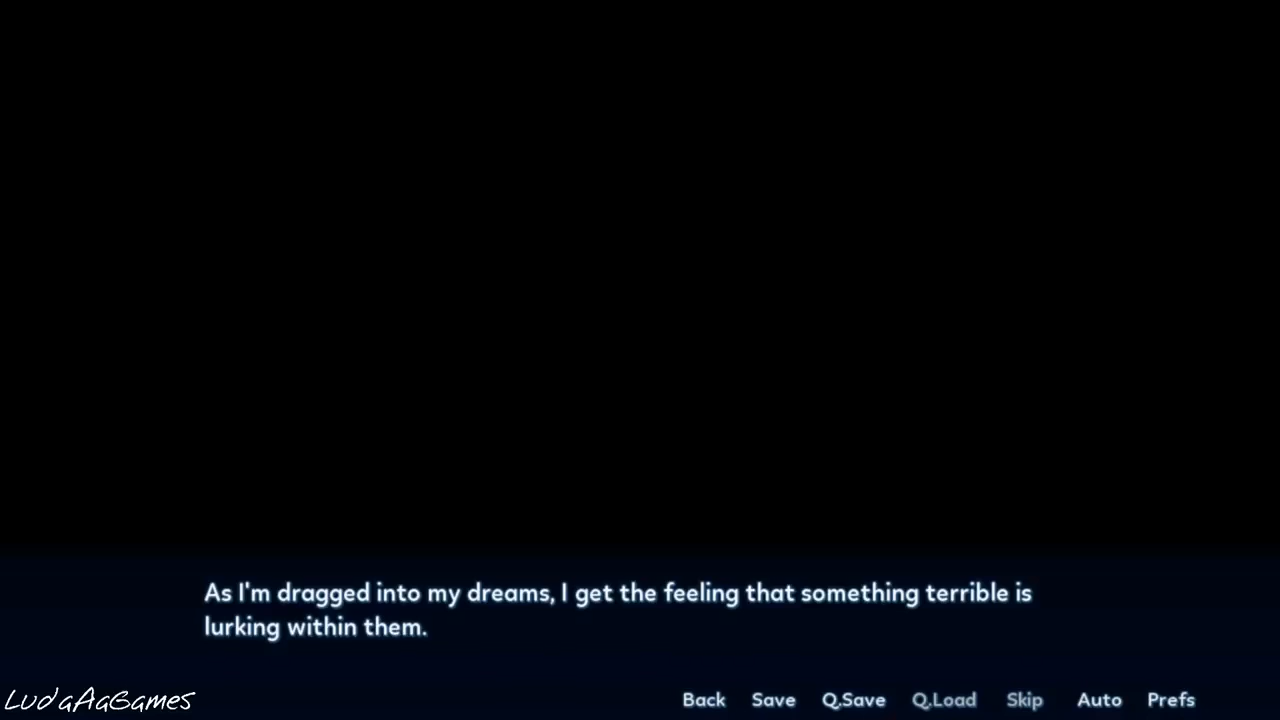 As I'm dragged into my dreams, I get the feeling that something terrible is
lurking within them.
LudaAaGames Back Save Q.Save Q.Load Skip Auto Prefs